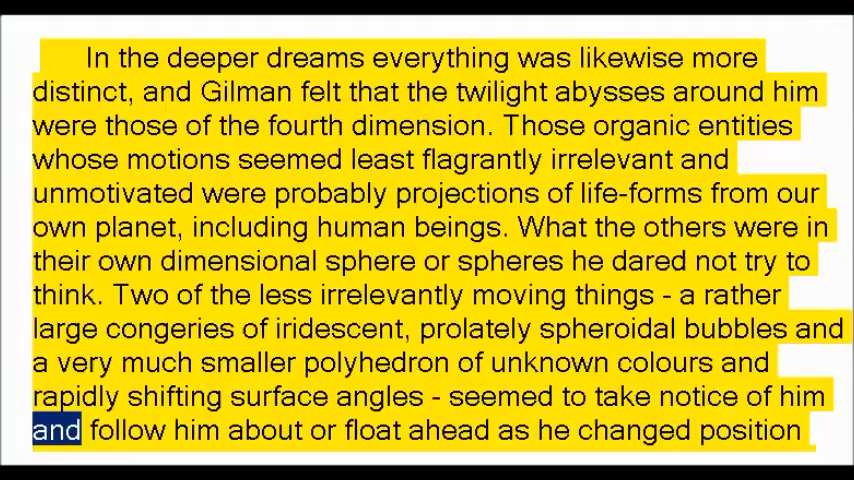 In the deeper dreams everything was likewise more
distinct, and Gilman felt that the twilight abysses around him
were those of the fourth dimension. Those organic entities
whose motions seemed least flagrantly irrelevant and
unmotivated were probably projections of life-forms from our
own planet, including human beings. What the others were in
their own dimensional sphere or spheres he dared not try to
think. Two of the less irrelevantly moving things - a rather
large congeries of iridescent, prolately spheroidal bubbles and
a very much smaller polyhedron of unknown colours and
rapidly shifting surface angles - seemed to take notice of him
and follow him about or float ahead as he changed position